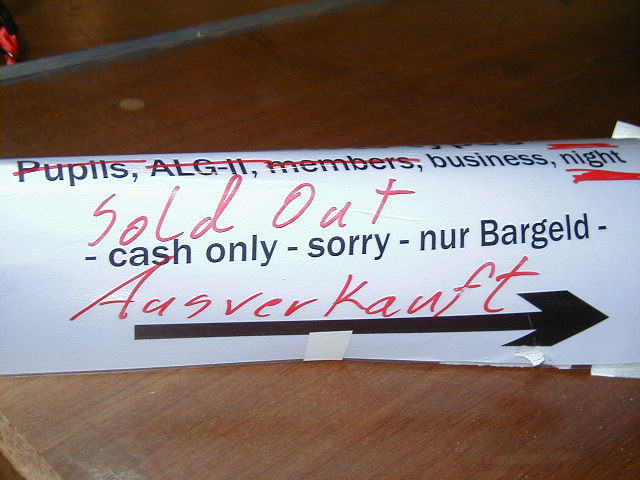 Pupils, ALG-II, members, business, night
Sold Out
- cash only - sorry - nur Bargeld -
Ausverkauft